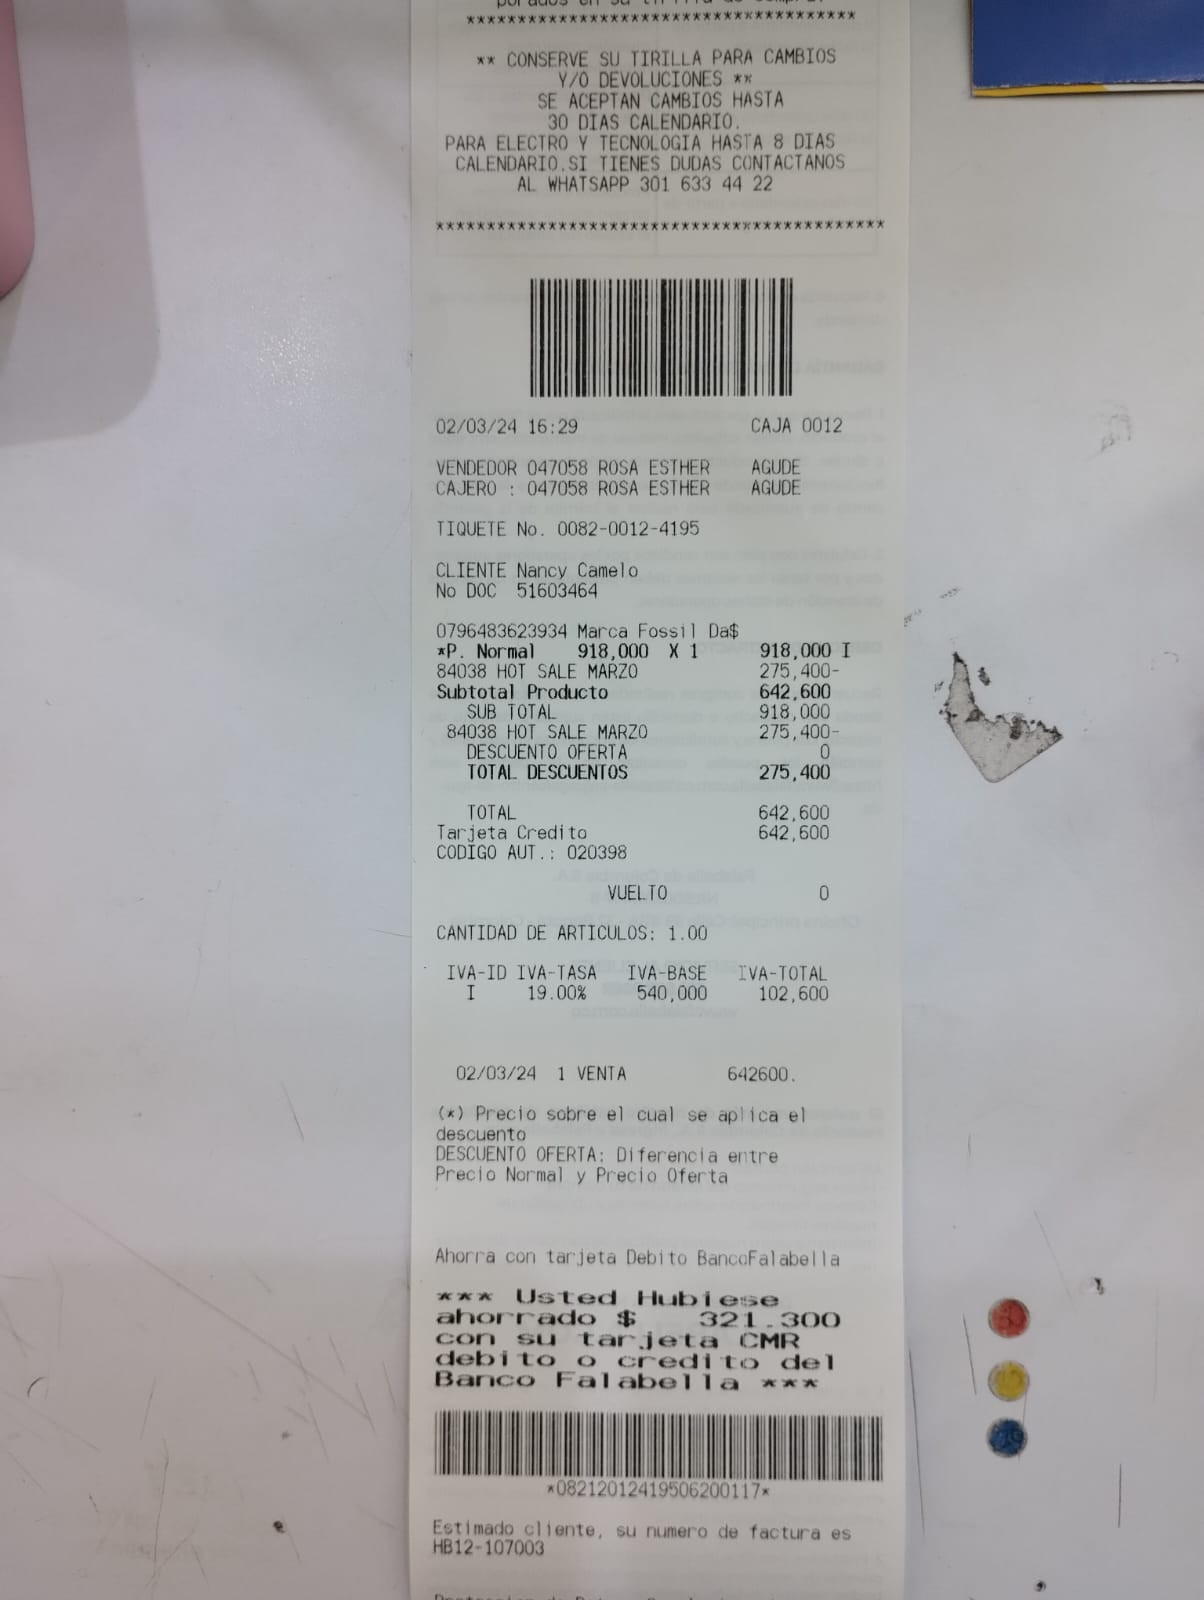 *****************************************
** CONSERVE SU TIRILLA PARA CAMBIOS
Y/O DEVOLUCIONES **
SE ACEPTAN CAMBIOS HASTA
30 DIAS CALENDARIO.
PARA ELECTRO Y TECNOLOGIA HASTA 8 DIAS
CALENDARIO.SI TIENES DUDAS CONTACTANOS
AL WHATSAPP 301 633 44 22
********************************************
02/03/24 16:29 CAJA 0012
VENDEDOR 047058 ROSA ESTHER AGUDE
CAJERO : 047058 ROSA ESTHER AGUDE
TIQUETE No. 0082-0012-4195
CLIENTE Nancy Camelo
No DOC 51603464
0796483623934 Marca Fossil Da$
*P. Normal 918,000 X 1 918,000 I
84038 HOT SALE MARZO 275,400-
Subtotal Producto 642,600
SUB TOTAL 918,000
84038 HOT SALE MARZO 275,400-
DESCUENTO OFERTA 0
TOTAL DESCUENTOS 275,400
TOTAL 642,600
Tarjeta Credito 642,600
CODIGO AUT.: 020398
VUELTO 0
CANTIDAD DE ARTICULOS: 1.00
IVA-ID IVA-TASA IVA-BASE IVA-TOTAL
I 19.00% 540,000 102,600
02/03/24 1 VENTA 642600.
(*) Precio sobre el cual se aplica el
descuento
DESCUENTO OFERTA: Diferencia entre
Precio Normal y Precio Oferta
Ahorra con tarjeta Debito BancoFalabella
*** Usted Hubiese
ahorrado $ 321.300
con su tarjeta CMR
debito o credito del
Banco Falabella ***
*08212012419506200117*
Estimado cliente, su numero de factura es
HB12-107003